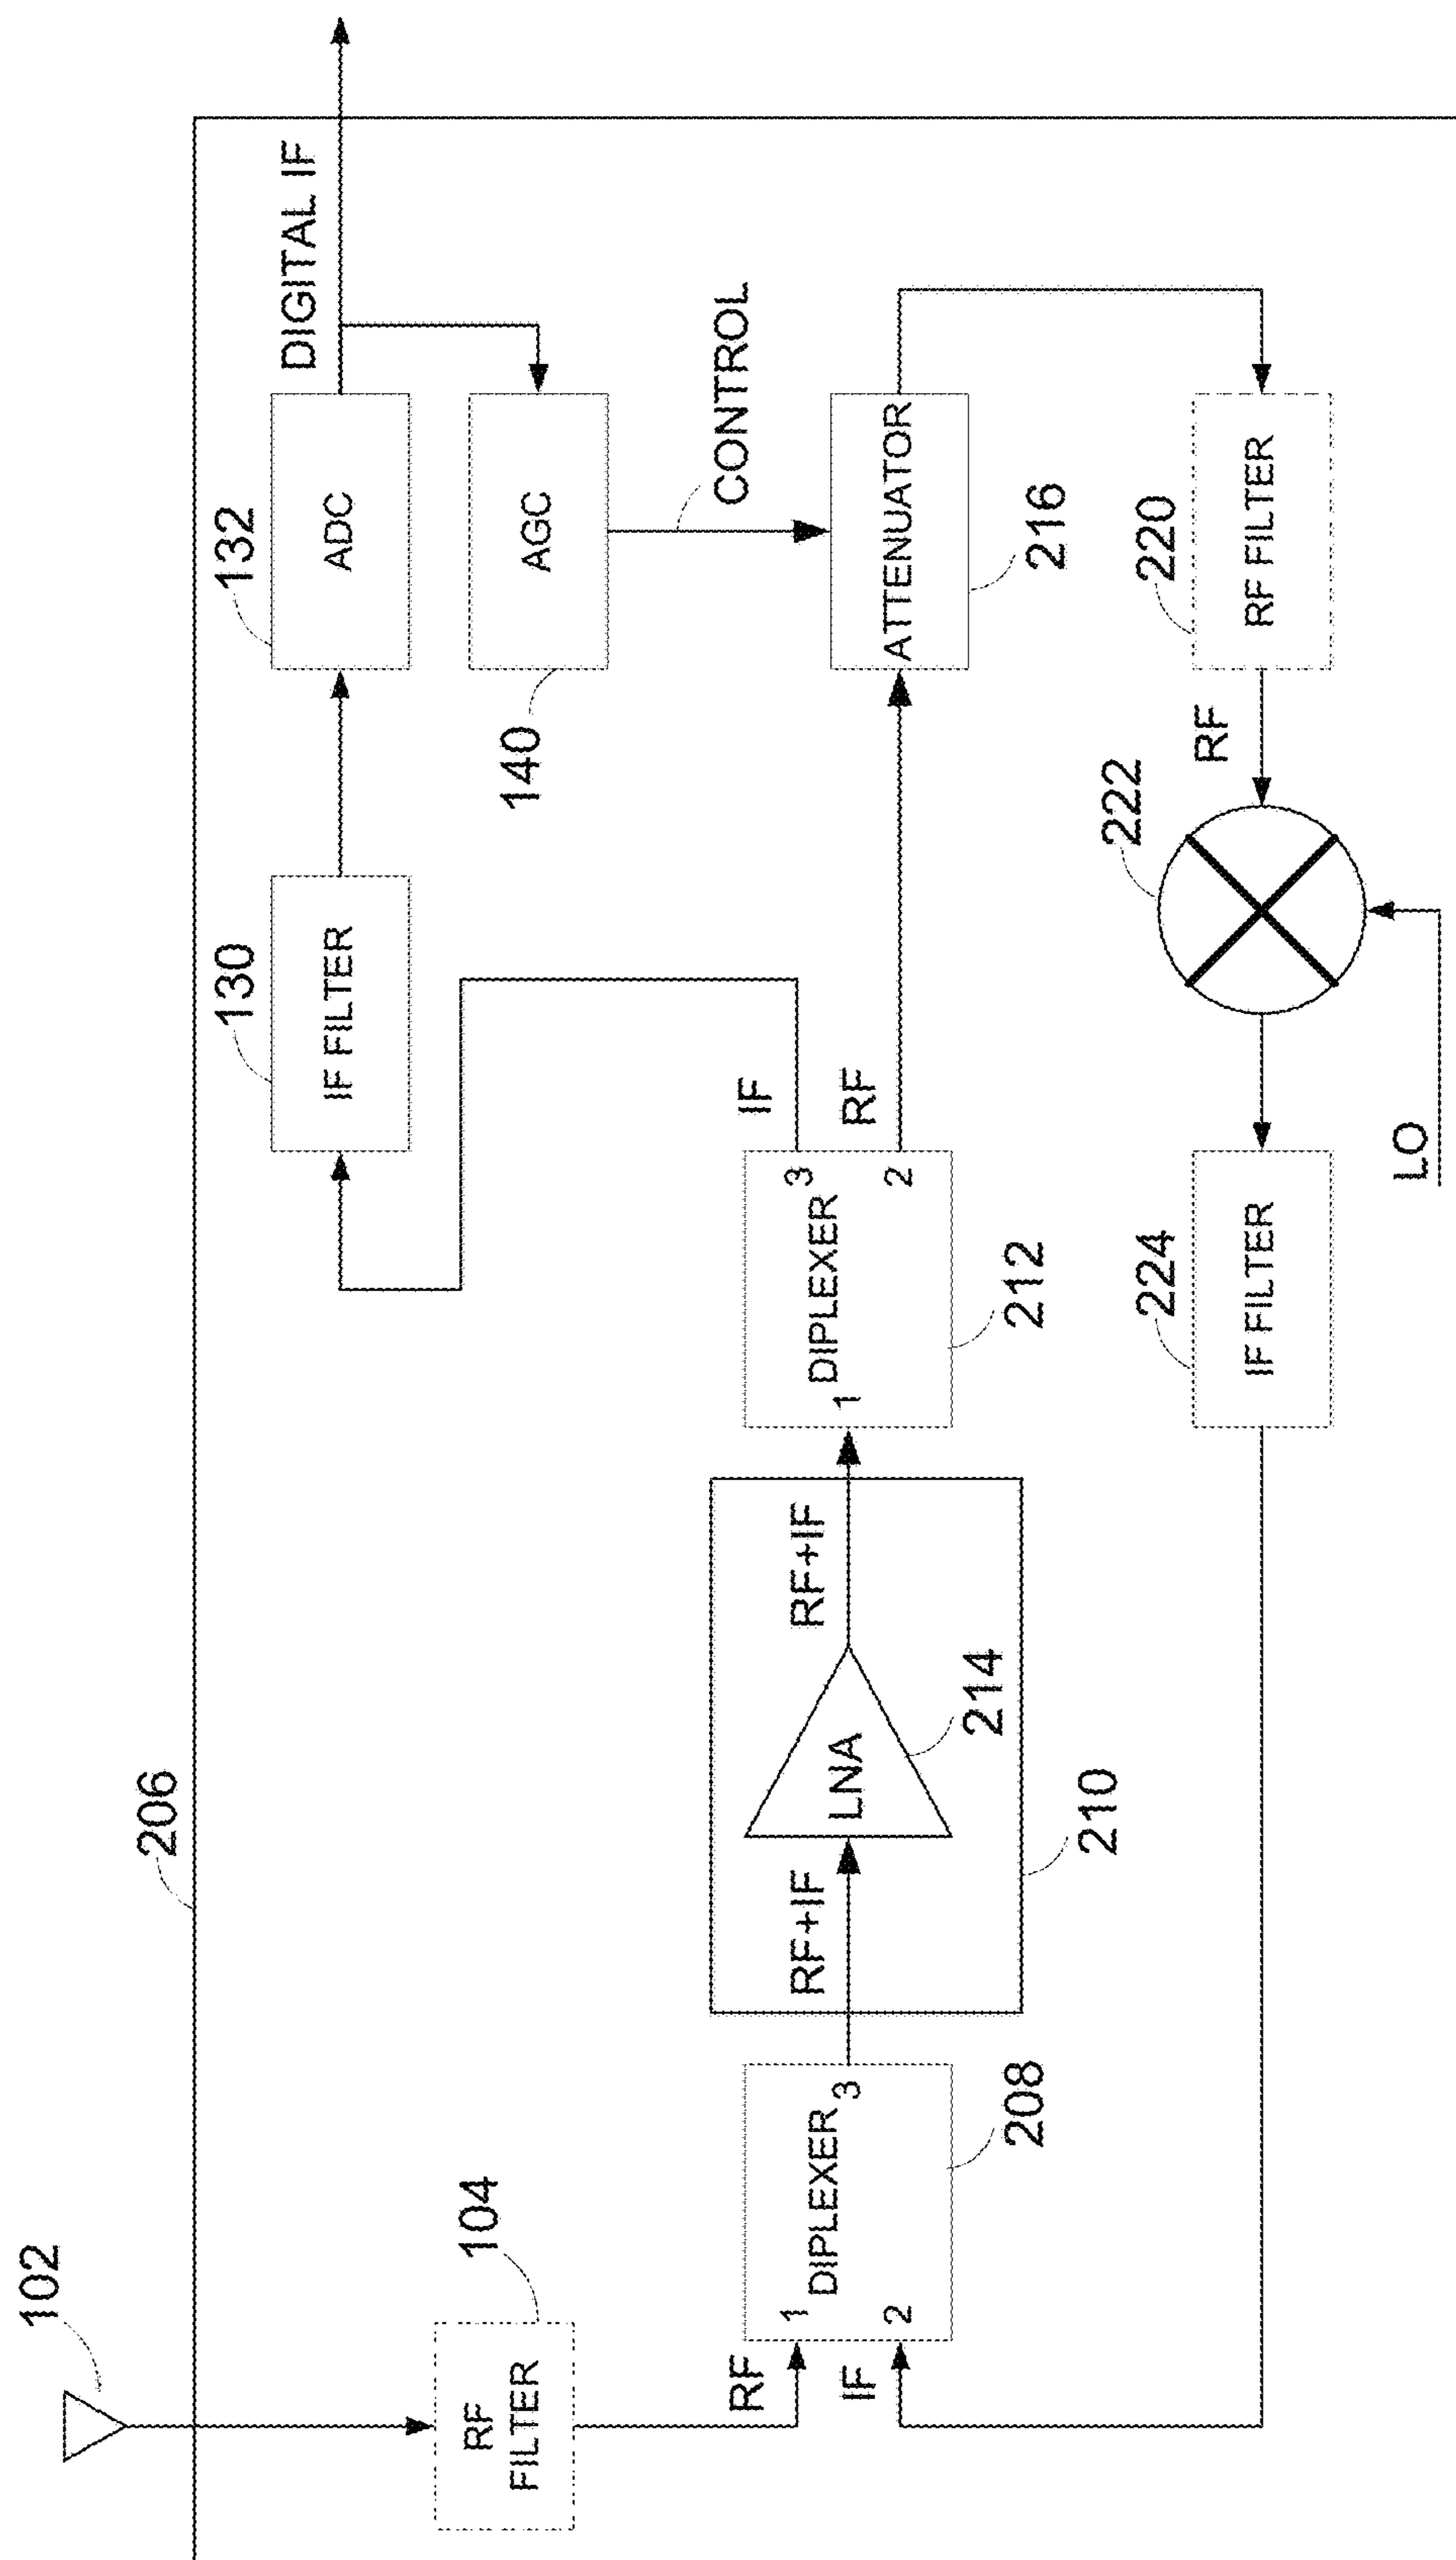 102
206
104
RF
FILTER
130
IF FILTER
132
ADC
DIGITAL IF
140
AGC
CONTROL
RF
1
IF
2
DIPLEXER
3
208
RF+IF
LNA
RF+IF
214
210
1
DIPLEXER
3
2
212
IF
RF
ATTENUATOR
216
224
IF FILTER
222
RF
220
RF FILTER
LO